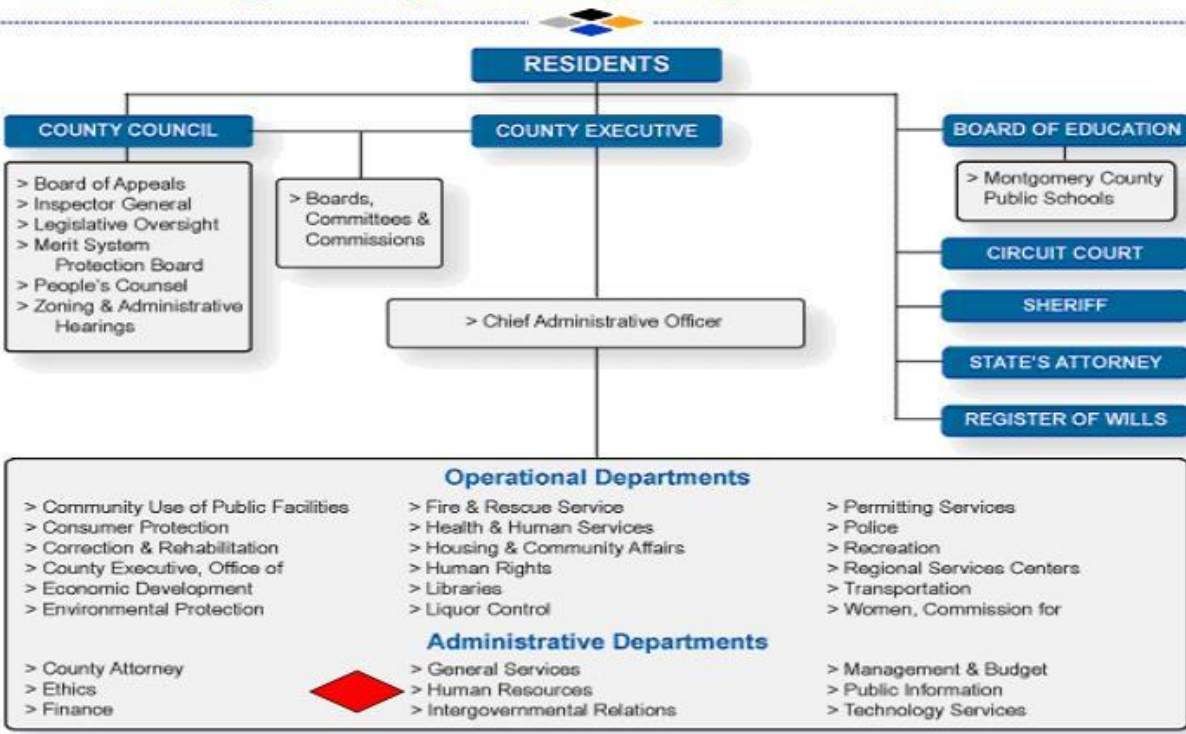 RESIDENTS
COUNTY COUNCIL
COUNTY EXECUTIVE
BOARD OF EDUCATION
> Board of Appeals
> Inspector General
> Legislative Oversight
> Merit System
Protection Board
> People's Counsel
> Zoning & Administrative
Hearings
> Boards,
Committees &
Commissions
> Montgomery County
Public Schools
CIRCUIT COURT
SHERIFF
STATE'S ATTORNEY
REGISTER OF WILLS
> Chief Administrative Officer
Operational Departments
> Community Use of Public Facilities
> Consumer Protection
> Correction & Rehabilitation
> County Executive, Office of
> Economic Development
> Environmental Protection
> Fire & Rescue Service
> Health & Human Services
> Housing & Community Affairs
> Human Rights
> Libraries
> Liquor Control
> Permitting Services
> Police
> Recreation
> Regional Services Centers
> Transportation
> Women, Commission for
Administrative Departments
> County Attorney
> Ethics
> Finance
> General Services
> Human Resources
> Intergovernmental Relations
> Management & Budget
> Public Information
> Technology Services